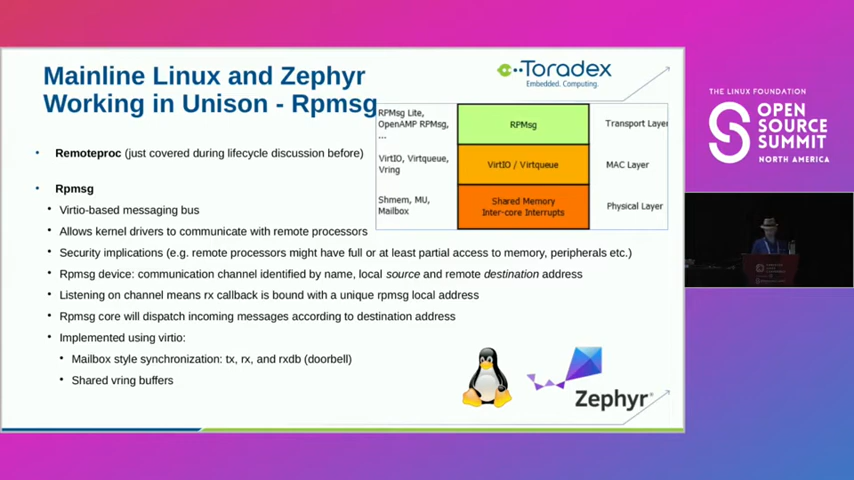 Mainline Linux and Zephyr
Working in Unison - Rpmsg
Toradex
Embedded. Computing.
RPMsg Lite,
OpenAMP RPMsg,
...
RPMsg
Transport Layer
VirtIO, Virtqueue,
Vring
VirtIO / Virtqueue
MAC Layer
Shmem, MU,
Mailbox
Shared Memory
Inter-core Interrupts
Physical Layer
• Remoteproc (just covered during lifecycle discussion before)
• Rpmsg
• Virtio-based messaging bus
• Allows kernel drivers to communicate with remote processors
• Security implications (e.g. remote processors might have full or at least partial access to memory, peripherals etc.)
• Rpmsg device: communication channel identified by name, local source and remote destination address
• Listening on channel means rx callback is bound with a unique rpmsg local address
• Rpmsg core will dispatch incoming messages according to destination address
• Implemented using virtio:
• Mailbox style synchronization: tx, rx, and rxdb (doorbell)
• Shared vring buffers
Zephyr
THE LINUX FOUNDATION
OPEN
SOURCE
SUMMIT
NORTH AMERICA